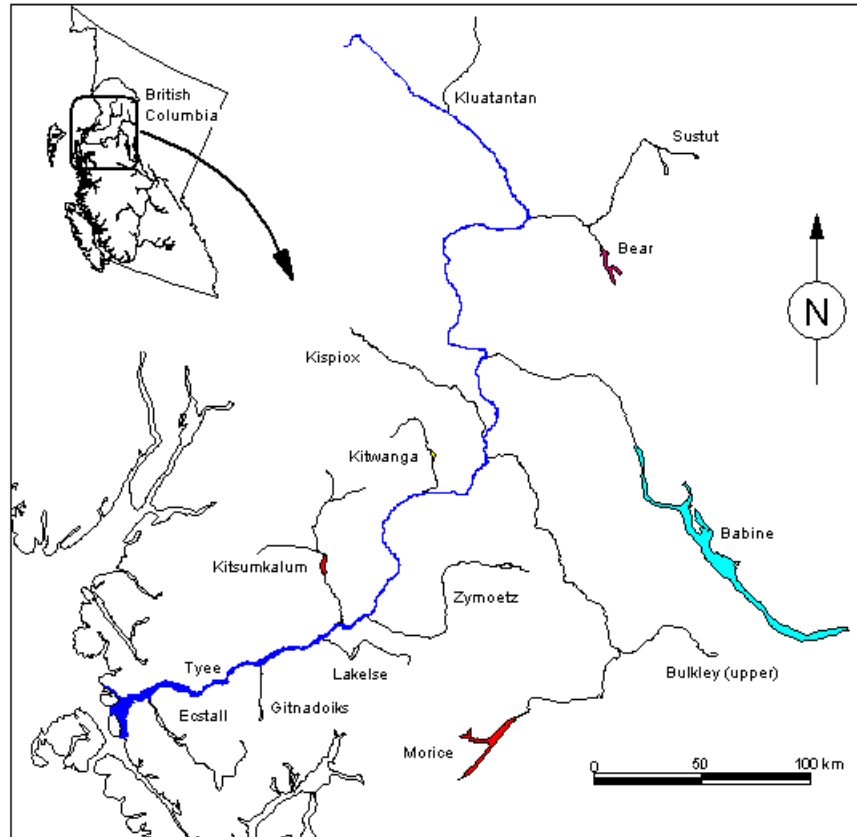 British
Columbia
Kluatantan
Sustut
Bear
N
Kispiox
Kitwanga
Kitsumkalum
Babine
Zymoetz
Tyee
Lakelse
Bulkley (upper)
Ecstall
Gitnadoiks
Morice
0 50 100 km